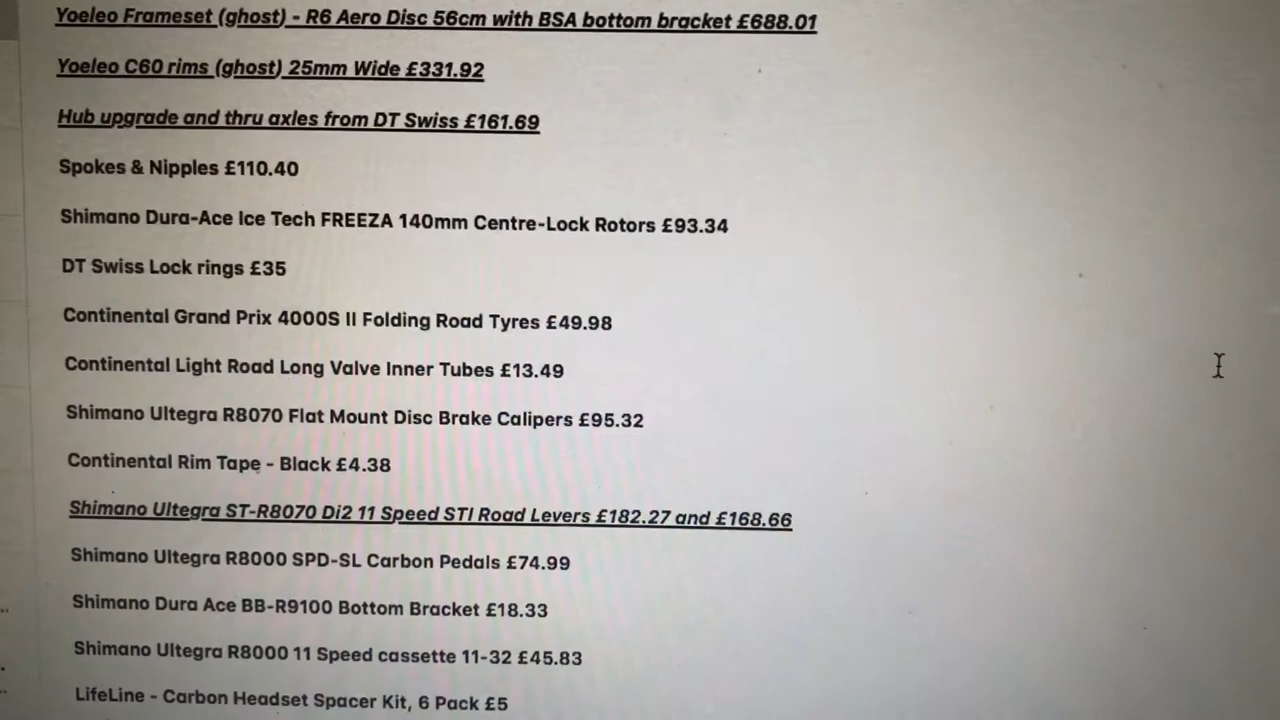 Yoeleo Frameset (ghost) - R6 Aero Disc 56cm with BSA bottom bracket £688.01
Yoeleo C60 rims (ghost) 25mm Wide £331.92
Hub upgrade and thru axles from DT Swiss £161.69
Spokes & Nipples £110.40
Shimano Dura-Ace Ice Tech FREEZA 140mm Centre-Lock Rotors £93.34
DT Swiss Lock rings £35
Continental Grand Prix 4000S II Folding Road Tyres £49.98
Continental Light Road Long Valve Inner Tubes £13.49
Shimano Ultegra R8070 Flat Mount Disc Brake Calipers £95.32
Continental Rim Tape - Black £4.38
Shimano Ultegra ST-R8070 Di2 11 Speed STI Road Levers £182.27 and £168.66
Shimano Ultegra R8000 SPD-SL Carbon Pedals £74.99
Shimano Dura Ace BB-R9100 Bottom Bracket £18.33
Shimano Ultegra R8000 11 Speed cassette 11-32 £45.83
LifeLine - Carbon Headset Spacer Kit, 6 Pack £5